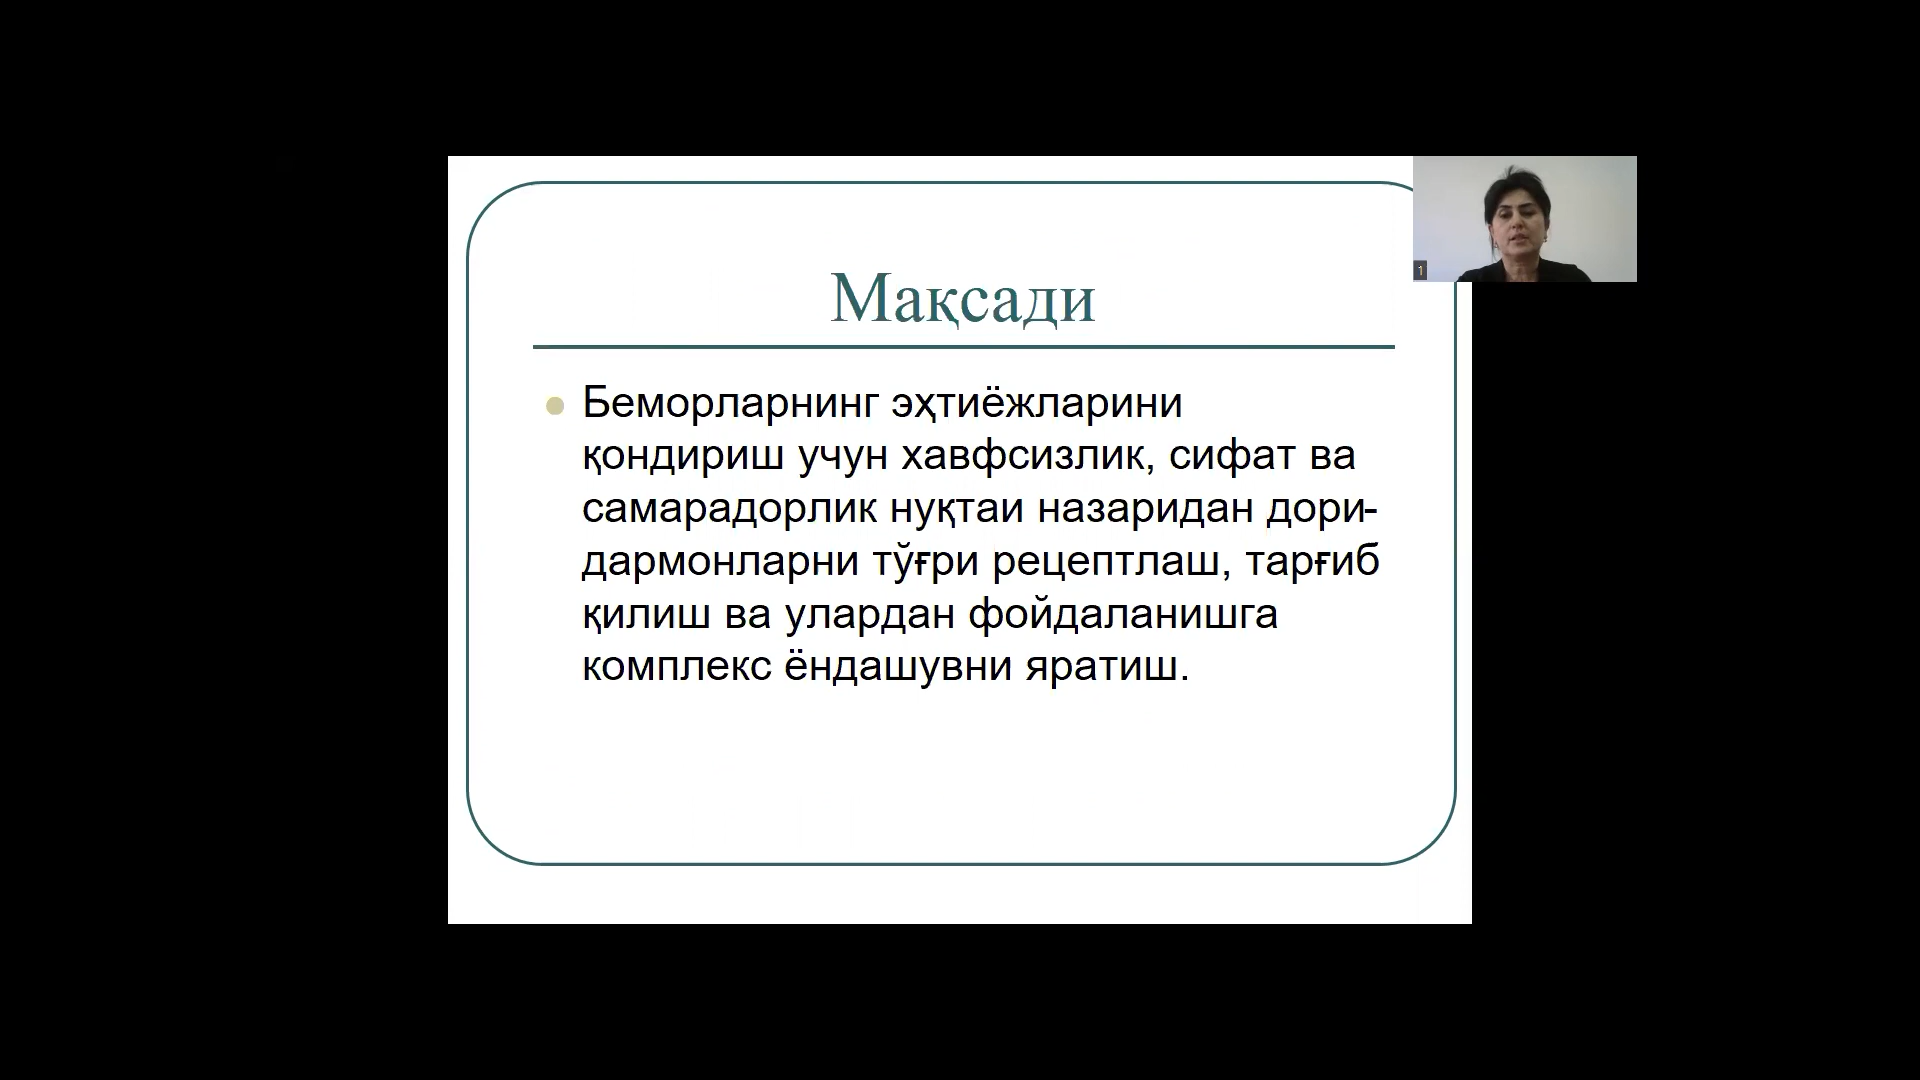 Мақсади
Беморларнинг эҳтиёжларини
қондириш учун хавфсизлик, сифат ва
самарадорлик нуқтаи назаридан дори-
дармонларни тўғри рецептлаш, тарғиб
қилиш ва улардан фойдаланишга
комплекс ёндашувни яратиш.
1